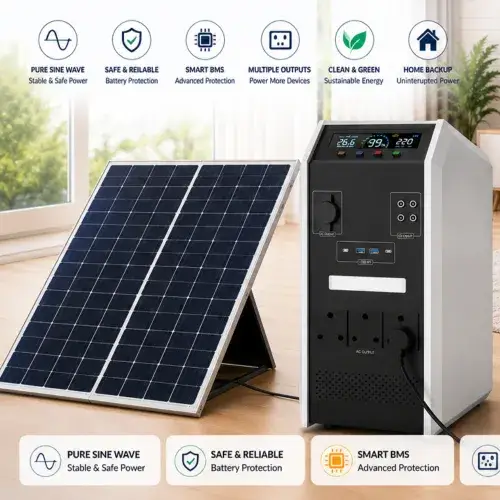 PURE SINE WAVE
Stable & Safe Power
SAFE & RELIABLE
Battery Protection
SMART BMS
Advanced Protection
MULTIPLE OUTPUTS
Power More Devices
CLEAN & GREEN
Sustainable Energy
HOME BACKUP
Uninterupted Power
26.6
99
220
AC OUTPUT
PURE SINE WAVE
Stable & Safe Power
SAFE & RELIABLE
Battery Protection
SMART BMS
Advanced Protection